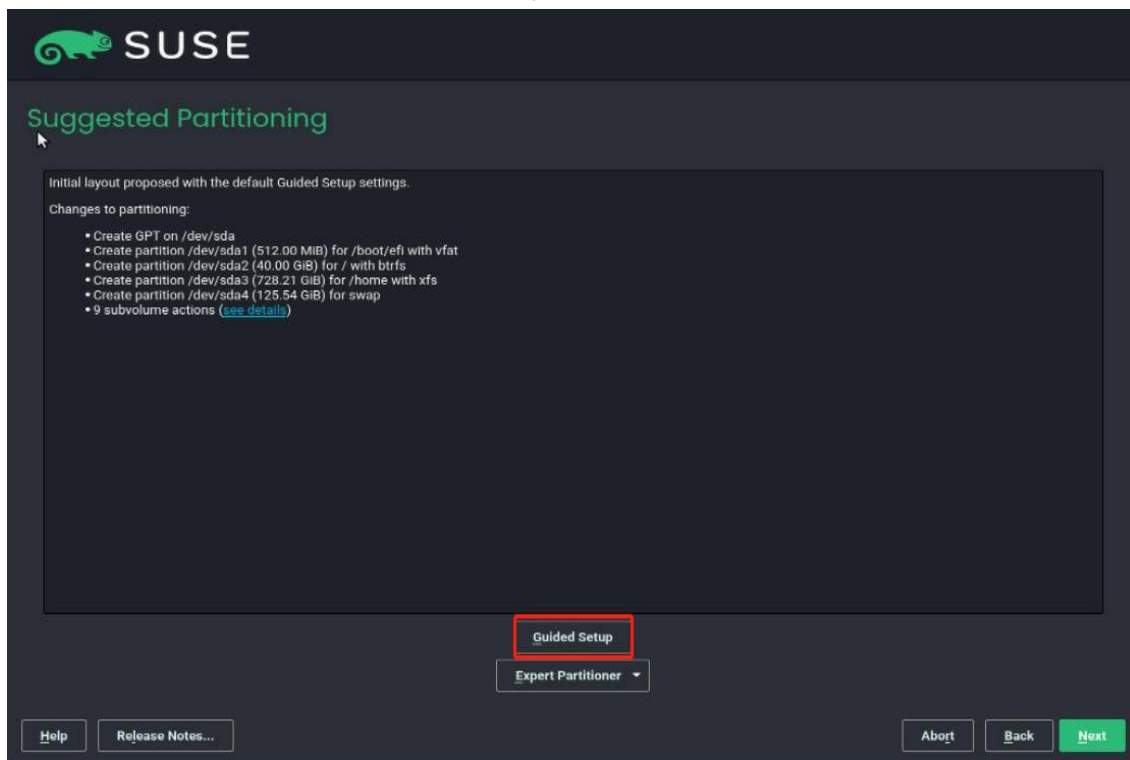 SUSE
Suggested Partitioning
Initial layout proposed with the default Guided Setup settings.
Changes to partitioning:
• Create GPT on /dev/sda
• Create partition /dev/sda1 (512.00 MiB) for /boot/efi with vfat
• Create partition /dev/sda2 (40.00 GiB) for / with btrfs
• Create partition /dev/sda3 (728.21 GiB) for /home with xfs
• Create partition /dev/sda4 (125.54 GiB) for swap
• 9 subvolume actions (see details)
Guided Setup
Expert Partitioner
Help Release Notes... Abort Back Next